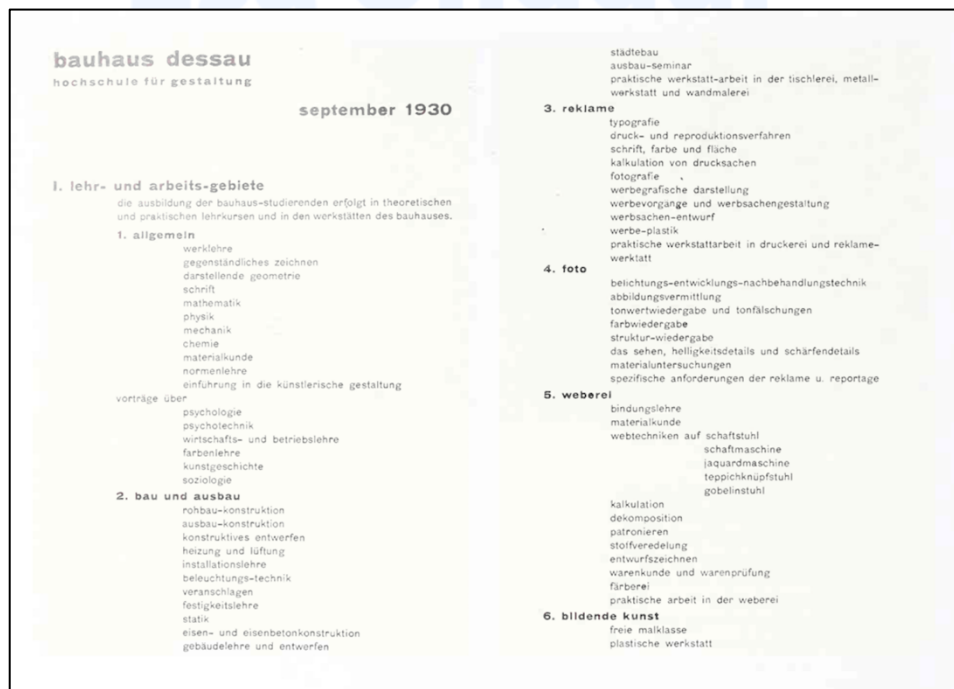 bauhaus dessau
hochschule für gestaltung
september 1930
I. lehr- und arbeits-gebiete
die ausbildung der bauhaus-studierenden erfolgt in theoretischen
und praktischen lehrkursen und in den werkstätten des bauhauses.
1. allgemein
werklehre
gegenständliches zeichnen
darstellende geometrie
schrift
mathematik
physik
mechanik
chemie
materialkunde
normenlehre
einführung in die künstlerische gestaltung
vorträge über
psychologie
psychotechnik
wirtschafts- und betriebslehre
farbenlehre
kunstgeschichte
soziologie
2. bau und ausbau
rohbau-konstruktion
ausbau-konstruktion
konstruktives entwerfen
heizung und lüftung
installationslehre
beleuchtungs-technik
veranschlagen
festigkeitslehre
statik
eisen- und eisenbetonkonstruktion
gebäudelehre und entwerfen
städtebau
ausbau-seminar
praktische werkstatt-arbeit in der tischlerei, metall-
werkstatt und wandmalerei
3. reklame
typografie
druck- und reproduktionsverfahren
schrift, farbe und fläche
kalkulation von drucksachen
fotografie
werbegrafische darstellung
werbevorgänge und werbsachengestaltung
werbsachen-entwurf
werbe-plastik
praktische werkstattarbeit in druckerei und reklame-
werktatt
4. foto
belichtungs-entwicklungs-nachbehandlungstechnik
abbildungsvermittlung
tonwertwiedergabe und tonfälschungen
farbwiedergabe
struktur-wiedergabe
das sehen, helligkeitsdetails und schärfendetails
materialuntersuchungen
spezifische anforderungen der reklame u. reportage
5. weberei
bindungslehre
materialkunde
webtechniken auf schaftstuhl
schaftmaschine
jaquardmaschine
teppichknüpfstuhl
gobelinstuhl
kalkulation
dekomposition
patronieren
stoffveredelung
entwurfszeichnen
warenkunde und warenprüfung
färberei
praktische arbeit in der weberei
6. bildende kunst
freie malklasse
plastische werkstatt